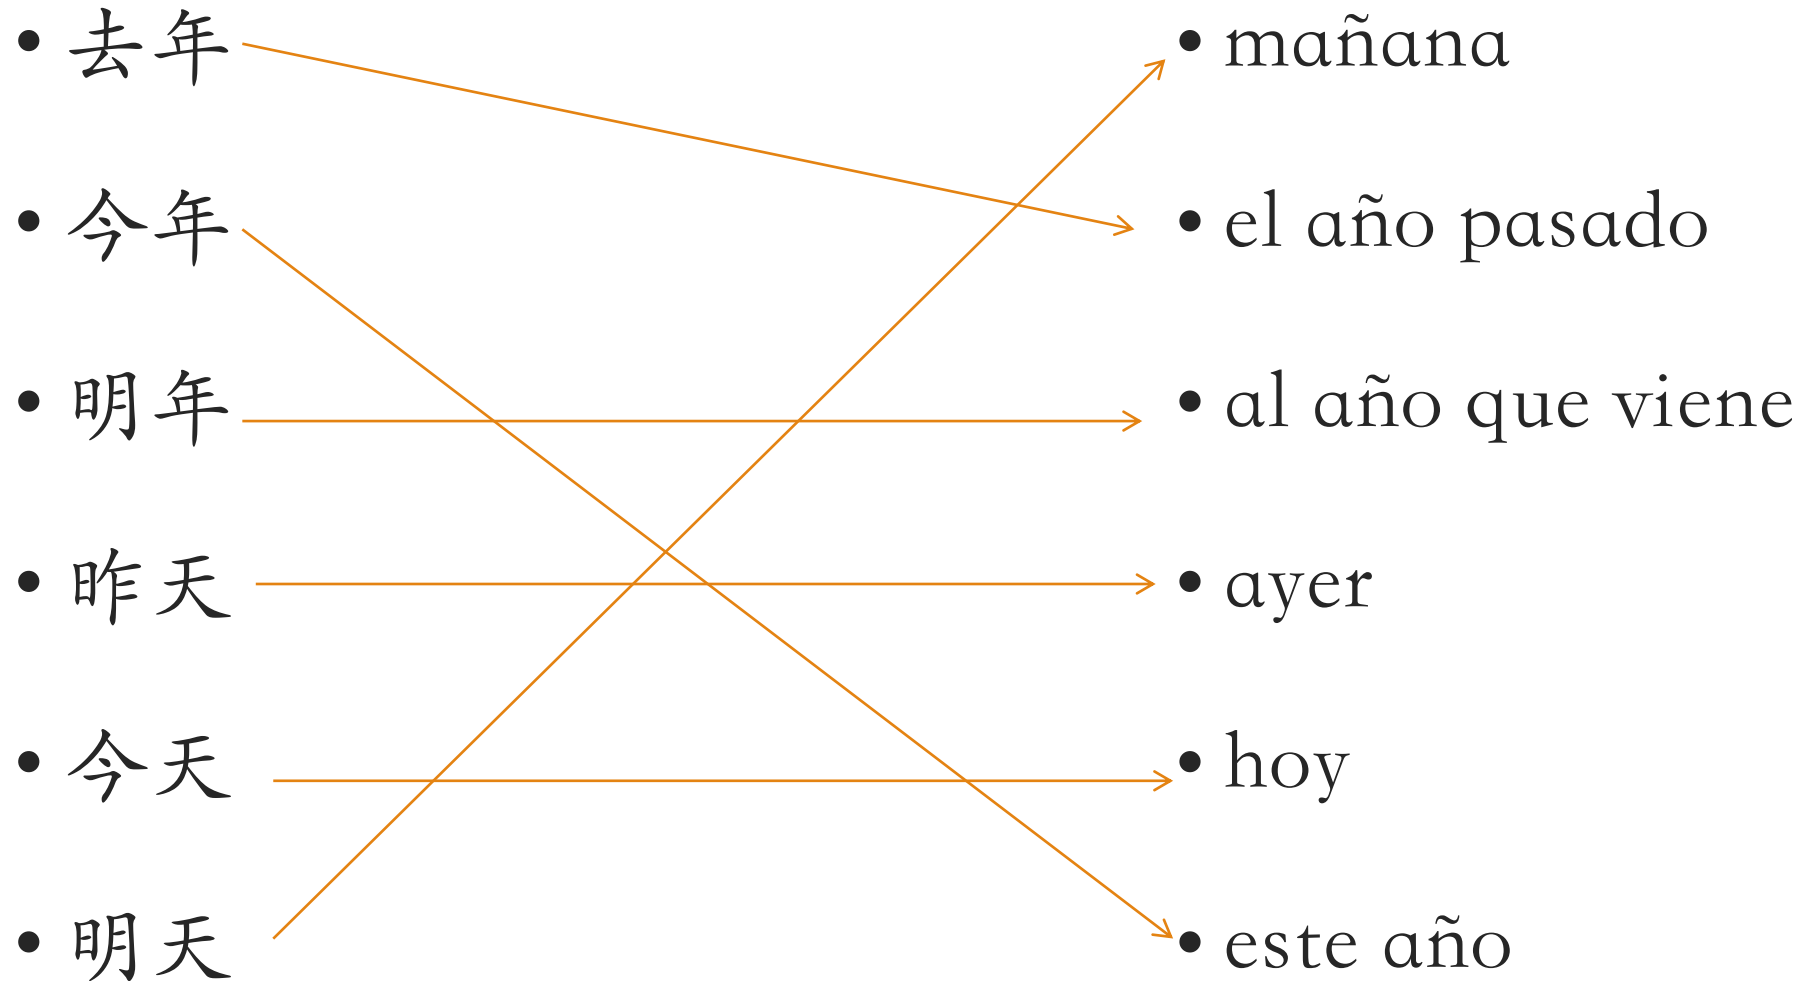 • 去年
• 今年
• 明年
• 昨天
• 今天
• 明天
• mañana
• el año pasado
• al año que viene
• ayer
• hoy
• este año